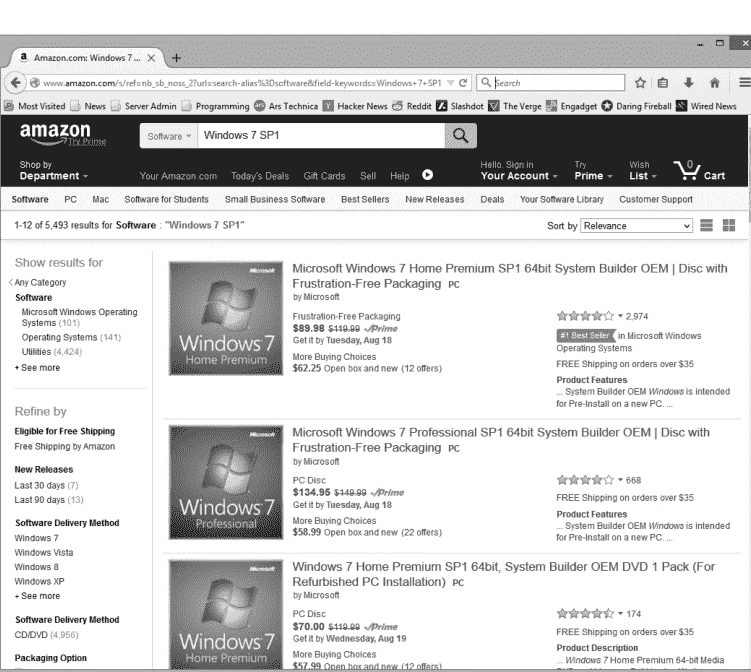 Amazon.com: Windows 7 ...
www.amazon.com/s/ref=nb_sb_noss_2?url=search-alias%3Dsoftware&field-keywords=Windows+7+SP1
Search
Most Visited News Server Admin Programming Ars Technica Hacker News Reddit Slashdot The Verge Engadget Daring Fireball Wired News
amazon
Try Prime
Software
Windows 7 SP1
Shop by
Department
Your Amazon.com Today's Deals Gift Cards Sell Help
Hello. Sign in
Your Account
Try
Prime
Wish
List
0
Cart
Software PC Mac Software for Students Small Business Software Best Sellers New Releases Deals Your Software Library Customer Support
1-12 of 5,493 results for Software : "Windows 7 SP1"
Sort by Relevance
Show results for
Any Category
Software
Microsoft Windows Operating
Systems (101)
Operating Systems (141)
Utilities (4,424)
+ See more
Refine by
Eligible for Free Shipping
Free Shipping by Amazon
New Releases
Last 30 days (7)
Last 90 days (13)
Software Delivery Method
Windows 7
Windows Vista
Windows 8
Windows XP
+ See more
Software Delivery Method
CD/DVD (4,956)
Packaging Option
Microsoft
Windows 7
Home Premium
Microsoft Windows 7 Home Premium SP1 64bit System Builder OEM | Disc with
Frustration-Free Packaging PC
by Microsoft
Frustration-Free Packaging
$89.98 $119.99 Prime
Get it by Tuesday, Aug 18
More Buying Choices
$62.25 Open box and new (12 offers)
2,974
#1 Best Seller in Microsoft Windows
Operating Systems
FREE Shipping on orders over $35
Product Features
... System Builder OEM Windows is intended
for Pre-Install on a new PC. ...
Microsoft
Windows 7
Professional
Microsoft Windows 7 Professional SP1 64bit System Builder OEM | Disc with
Frustration-Free Packaging PC
by Microsoft
PC Disc
$134.95 $149.99 Prime
Get it by Tuesday, Aug 18
More Buying Choices
$58.99 Open box and new (22 offers)
668
FREE Shipping on orders over $35
Product Features
... System Builder OEM Windows is intended
for Pre-Install on a new PC. ...
Microsoft
Windows 7
Home Premium
Windows 7 Home Premium SP1 64bit, System Builder OEM DVD 1 Pack (For
Refurbished PC Installation) PC
by Microsoft
PC Disc
$70.00 $119.99 Prime
Get it by Wednesday, Aug 19
More Buying Choices
$57.99 Open box and new (12 offers)
174
FREE Shipping on orders over $35
Product Description
... Windows 7 Home Premium 64-bit Media